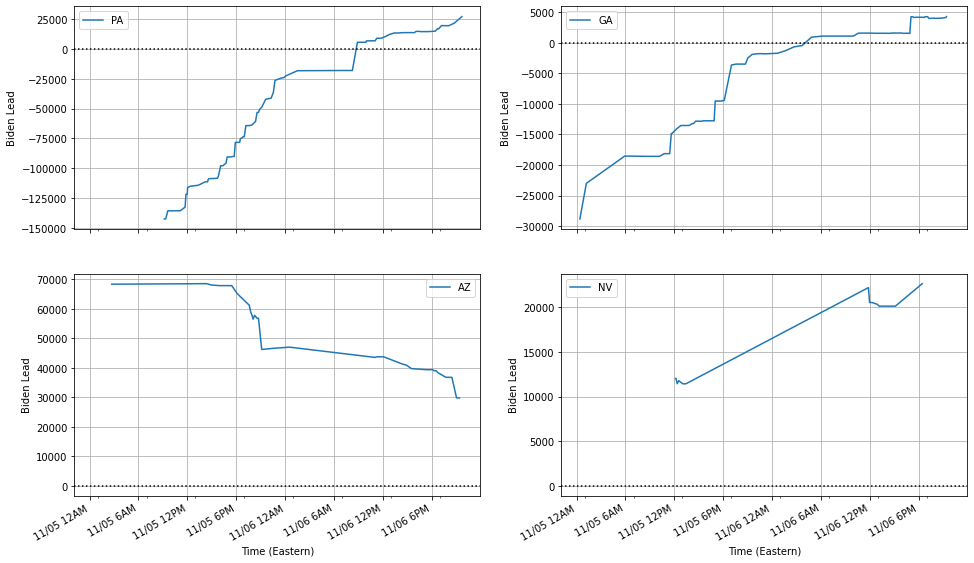 PA
25000
0
−25000
−50000
−75000
−100000
−125000
−150000
Biden Lead
GA
5000
0
−5000
−10000
−15000
−20000
−25000
−30000
Biden Lead
AZ
70000
60000
50000
40000
30000
20000
10000
0
Biden Lead
11/05 12AM
11/05 6AM
11/05 12PM
11/05 6PM
11/06 12AM
11/06 6AM
11/06 12PM
11/06 6PM
Time (Eastern)
NV
20000
15000
10000
5000
0
Biden Lead
11/05 12AM
11/05 6AM
11/05 12PM
11/05 6PM
11/06 12AM
11/06 6AM
11/06 12PM
11/06 6PM
Time (Eastern)